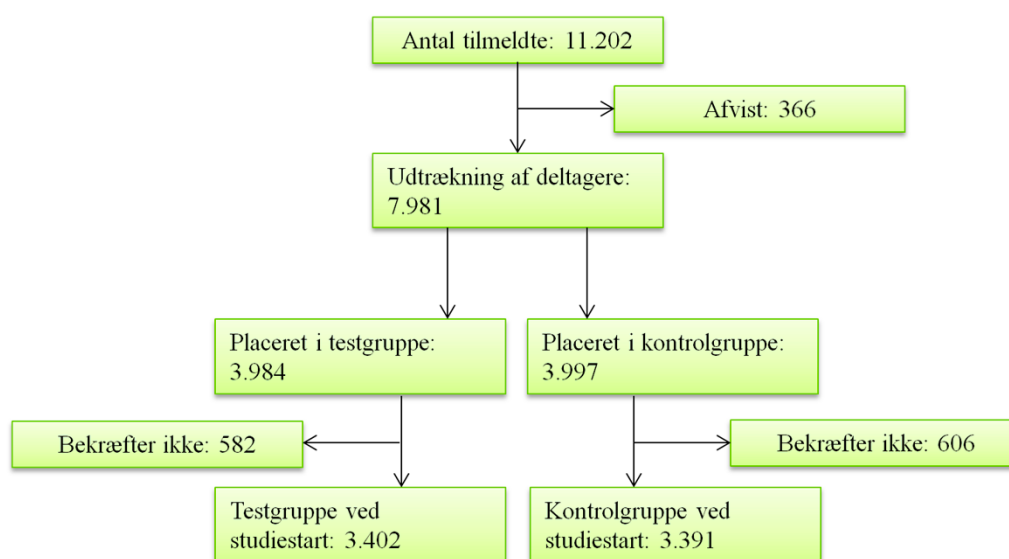 Antal tilmeldte: 11.202
Afvist: 366
Udtrækning af deltagere:
7.981
Placeret i testgruppe:
3.984
Placeret i kontrolgruppe:
3.997
Bekræfter ikke: 582
Bekræfter ikke: 606
Testgruppe ved
studiestart: 3.402
Kontrolgruppe ved
studiestart: 3.391